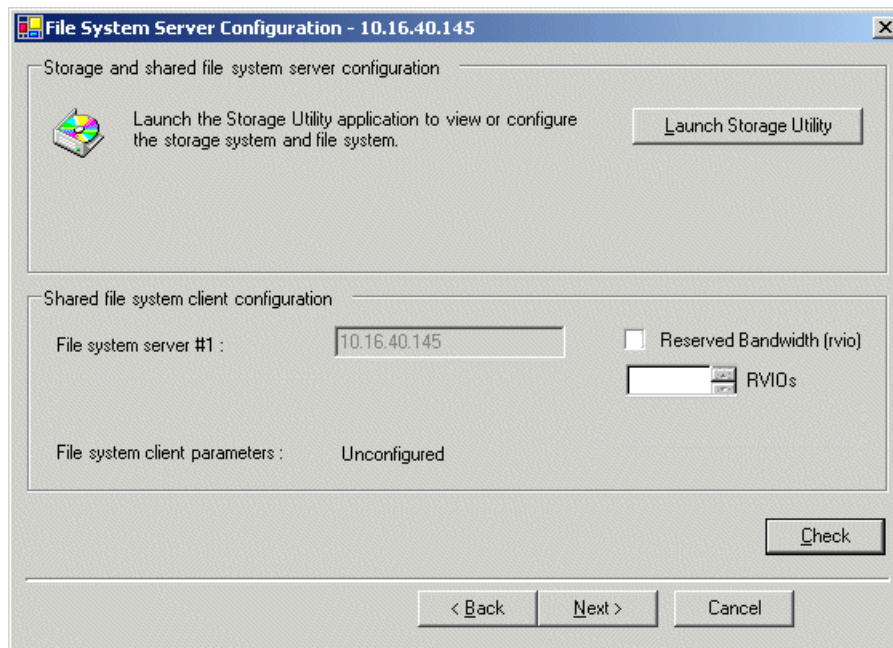 File System Server Configuration - 10.16.40.145
Storage and shared file system server configuration
Launch the Storage Utility application to view or configure
the storage system and file system.
Launch Storage Utility
Shared file system client configuration
File system server #1 :
10.16.40.145
Reserved Bandwidth (rvio)
RVIOs
File system client parameters :
Unconfigured
Check
< Back
Next >
Cancel